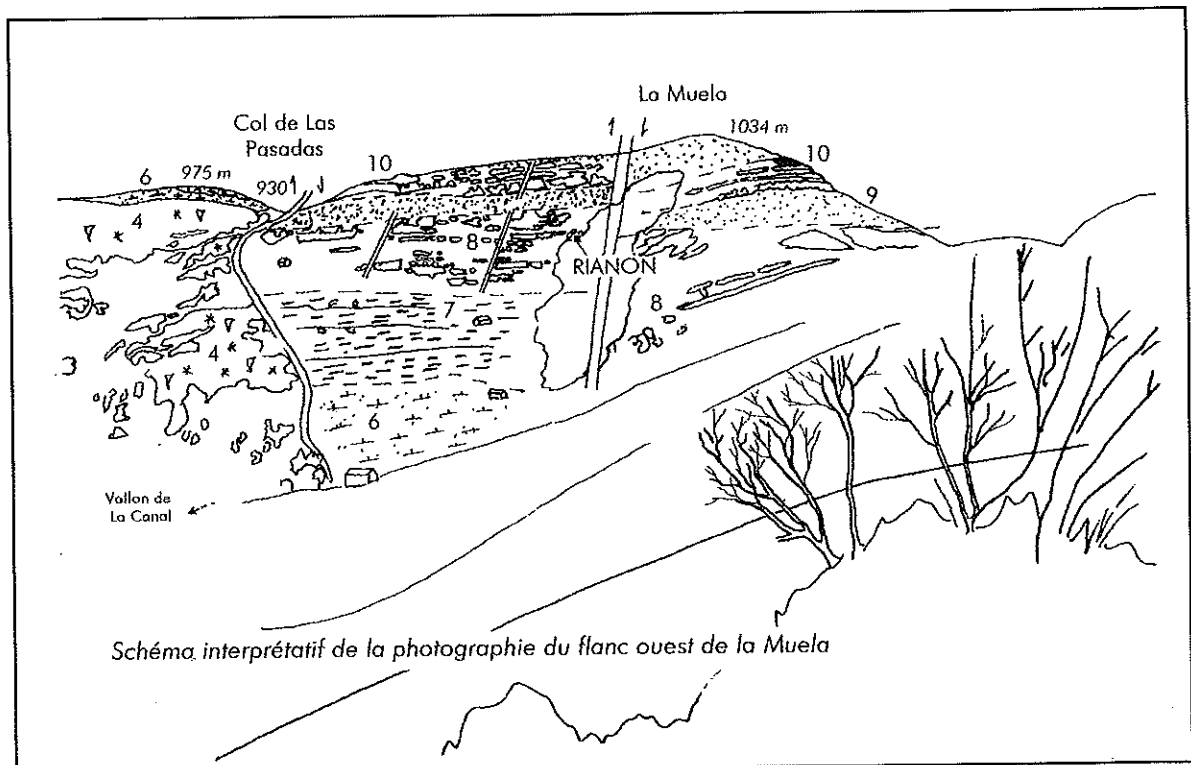 La Muela
1034 m
Col de Las
Pasadas
10
10
6
975 m
930
9
4
8
RIANON
8
7
4
3
6
Vallon de
La Canal
Schéma interprétatif de la photographie du flanc ouest de la Muela